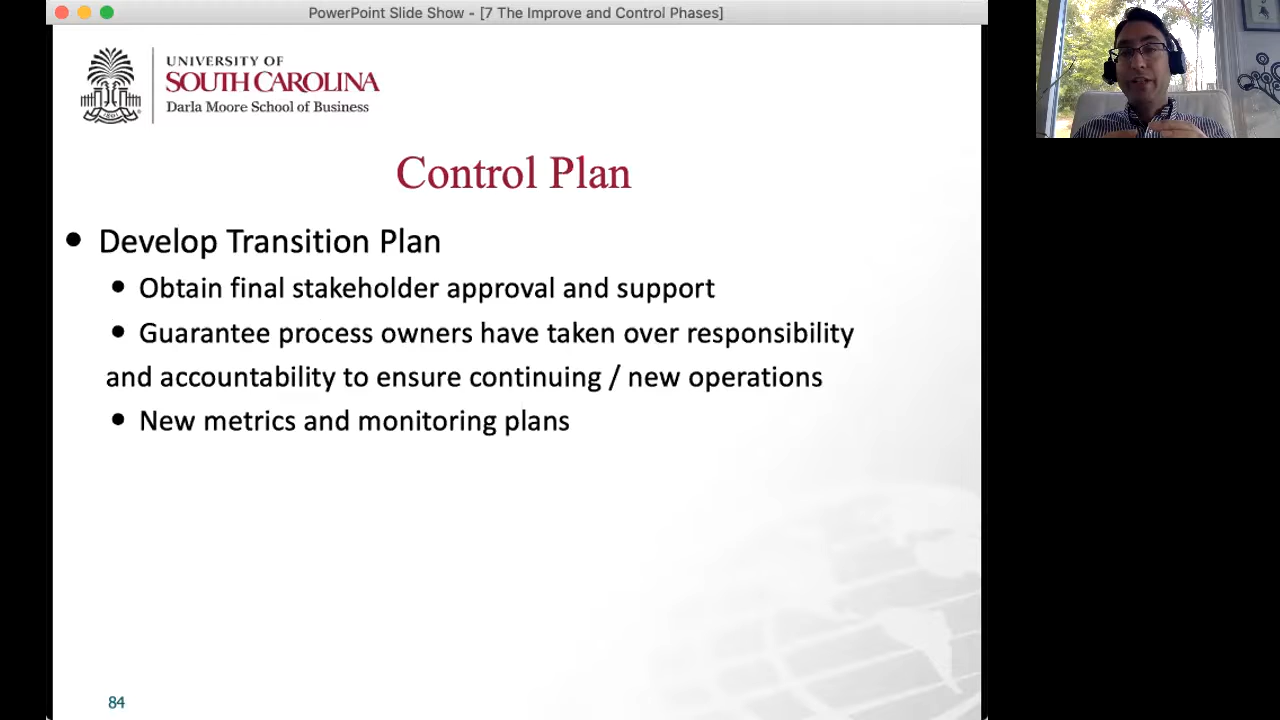 PowerPoint Slide Show - [7 The Improve and Control Phases]
UNIVERSITY OF
SOUTH CAROLINA
Darla Moore School of Business
Control Plan
• Develop Transition Plan
• Obtain final stakeholder approval and support
• Guarantee process owners have taken over responsibility
and accountability to ensure continuing / new operations
• New metrics and monitoring plans
84